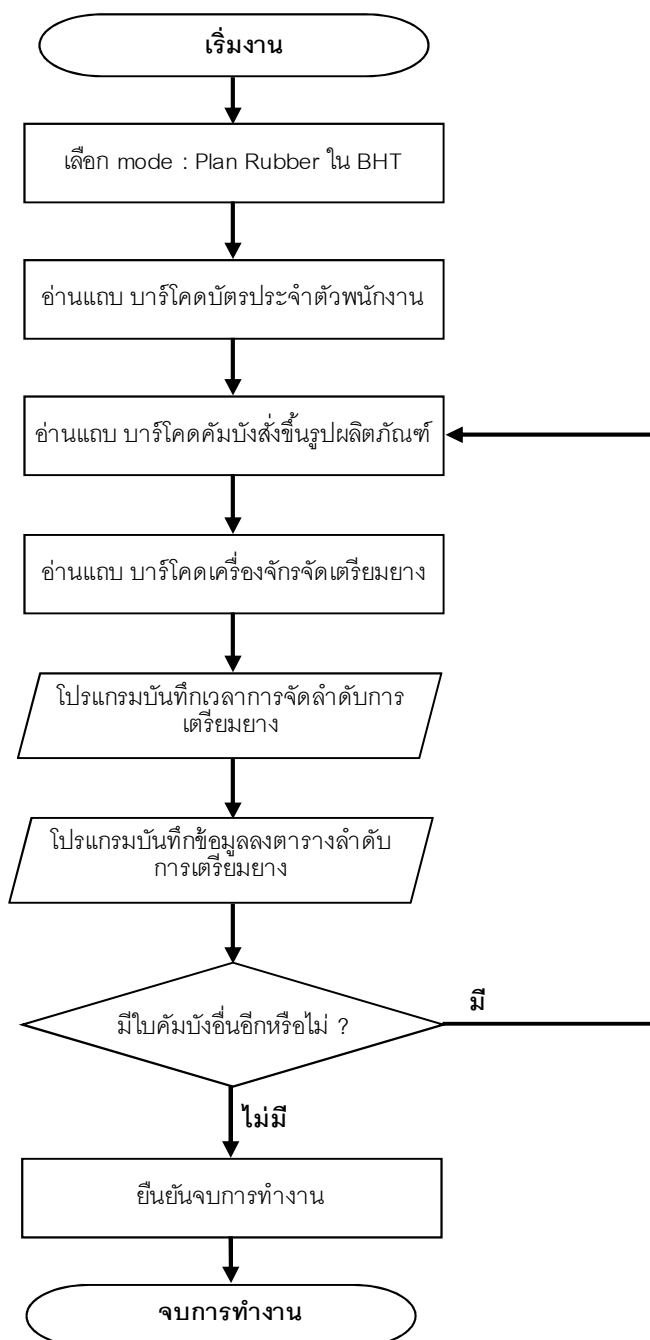 เริ่มงาน
เลือก mode : Plan Rubber ใน BHT
อ่านแถบ บาร์โคดบัตรประจำตัวพนักงาน
อ่านแถบ บาร์โคดคัมบังสั่งขึ้นรูปผลิตภัณฑ์
อ่านแถบ บาร์โคดเครื่องจักรจัดเตรียมยาง
โปรแกรมบันทึกเวลาการจัดลำดับการ
เตรียมยาง
โปรแกรมบันทึกข้อมูลลงตารางลำดับ
การเตรียมยาง
มี
มีใบคัมบังอื่นอีกหรือไม่ ?
ไม่มี
ยืนยันจบการทำงาน
จบการทำงาน